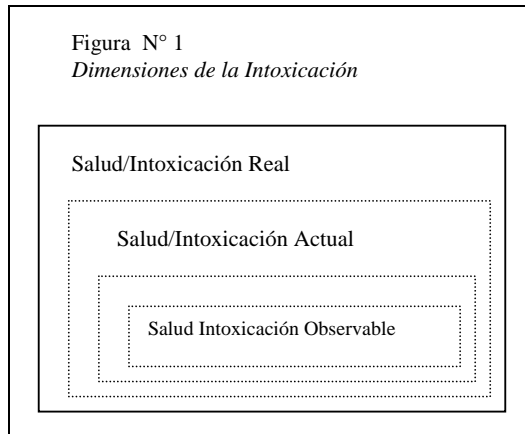 Figura N° 1
Dimensiones de la Intoxicación
Salud/Intoxicación Real
Salud/Intoxicación Actual
Salud Intoxicación Observable